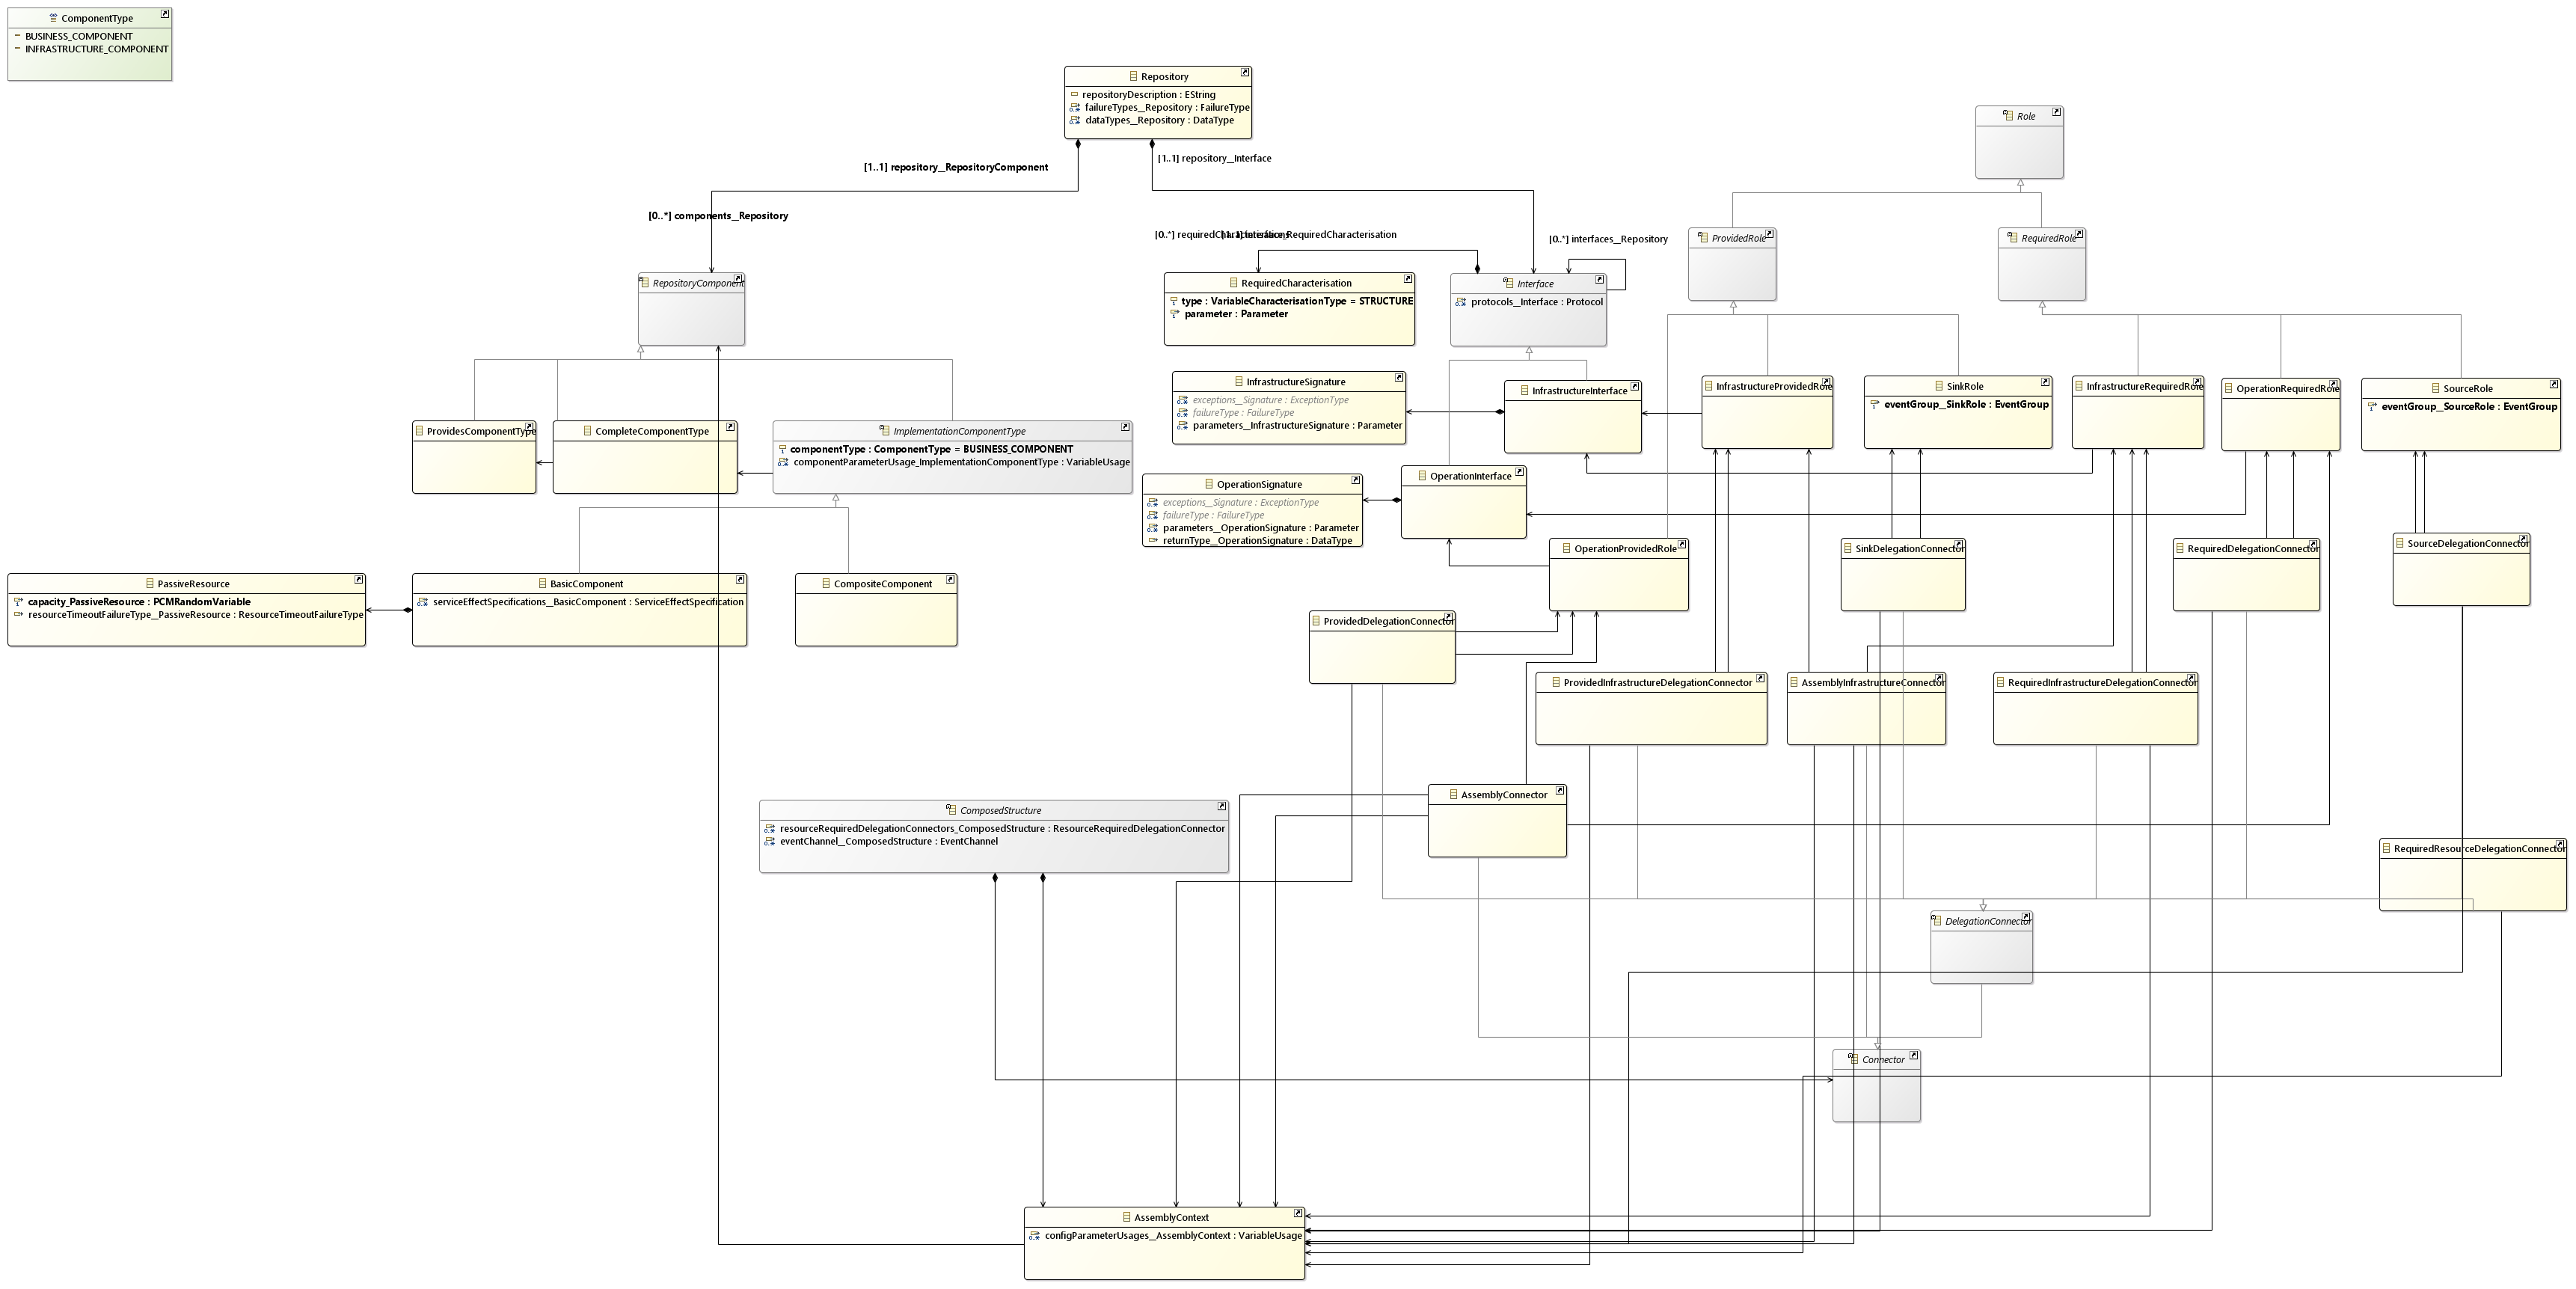 ComponentType
BUSINESS_COMPONENT
INFRASTRUCTURE_COMPONENT
Repository
repositoryDescription : EString
failureTypes__Repository : FailureType
dataTypes__Repository : DataType
[1..1] repository__RepositoryComponent
[1..1] repository__Interface
[0..*] components__Repository
Role
ProvidedRole
RequiredRole
[0..*] requiredCharacterisations
[1..1] interface_RequiredCharacterisation
[0..*] interfaces__Repository
RepositoryComponent
RequiredCharacterisation
type : VariableCharacterisationType = STRUCTURE
parameter : Parameter
Interface
protocols__Interface : Protocol
InfrastructureSignature
exceptions__Signature : ExceptionType
failureType : FailureType
parameters__InfrastructureSignature : Parameter
InfrastructureInterface
InfrastructureProvidedRole
SinkRole
eventGroup__SinkRole : EventGroup
InfrastructureRequiredRole
OperationRequiredRole
SourceRole
eventGroup__SourceRole : EventGroup
ProvidesComponentType
CompleteComponentType
ImplementationComponentType
componentType : ComponentType = BUSINESS_COMPONENT
componentParameterUsage_ImplementationComponentType : VariableUsage
OperationSignature
exceptions__Signature : ExceptionType
failureType : FailureType
parameters__OperationSignature : Parameter
returnType__OperationSignature : DataType
OperationInterface
OperationProvidedRole
SinkDelegationConnector
RequiredDelegationConnector
SourceDelegationConnector
PassiveResource
capacity_PassiveResource : PCMRandomVariable
resourceTimeoutFailureType__PassiveResource : ResourceTimeoutFailureType
BasicComponent
serviceEffectSpecifications__BasicComponent : ServiceEffectSpecification
CompositeComponent
ProvidedDelegationConnector
ProvidedInfrastructureDelegationConnector
AssemblyInfrastructureConnector
RequiredInfrastructureDelegationConnector
ComposedStructure
resourceRequiredDelegationConnectors_ComposedStructure : ResourceRequiredDelegationConnector
eventChannel__ComposedStructure : EventChannel
AssemblyConnector
RequiredResourceDelegationConnector
DelegationConnector
Connector
AssemblyContext
configParameterUsages__AssemblyContext : VariableUsage